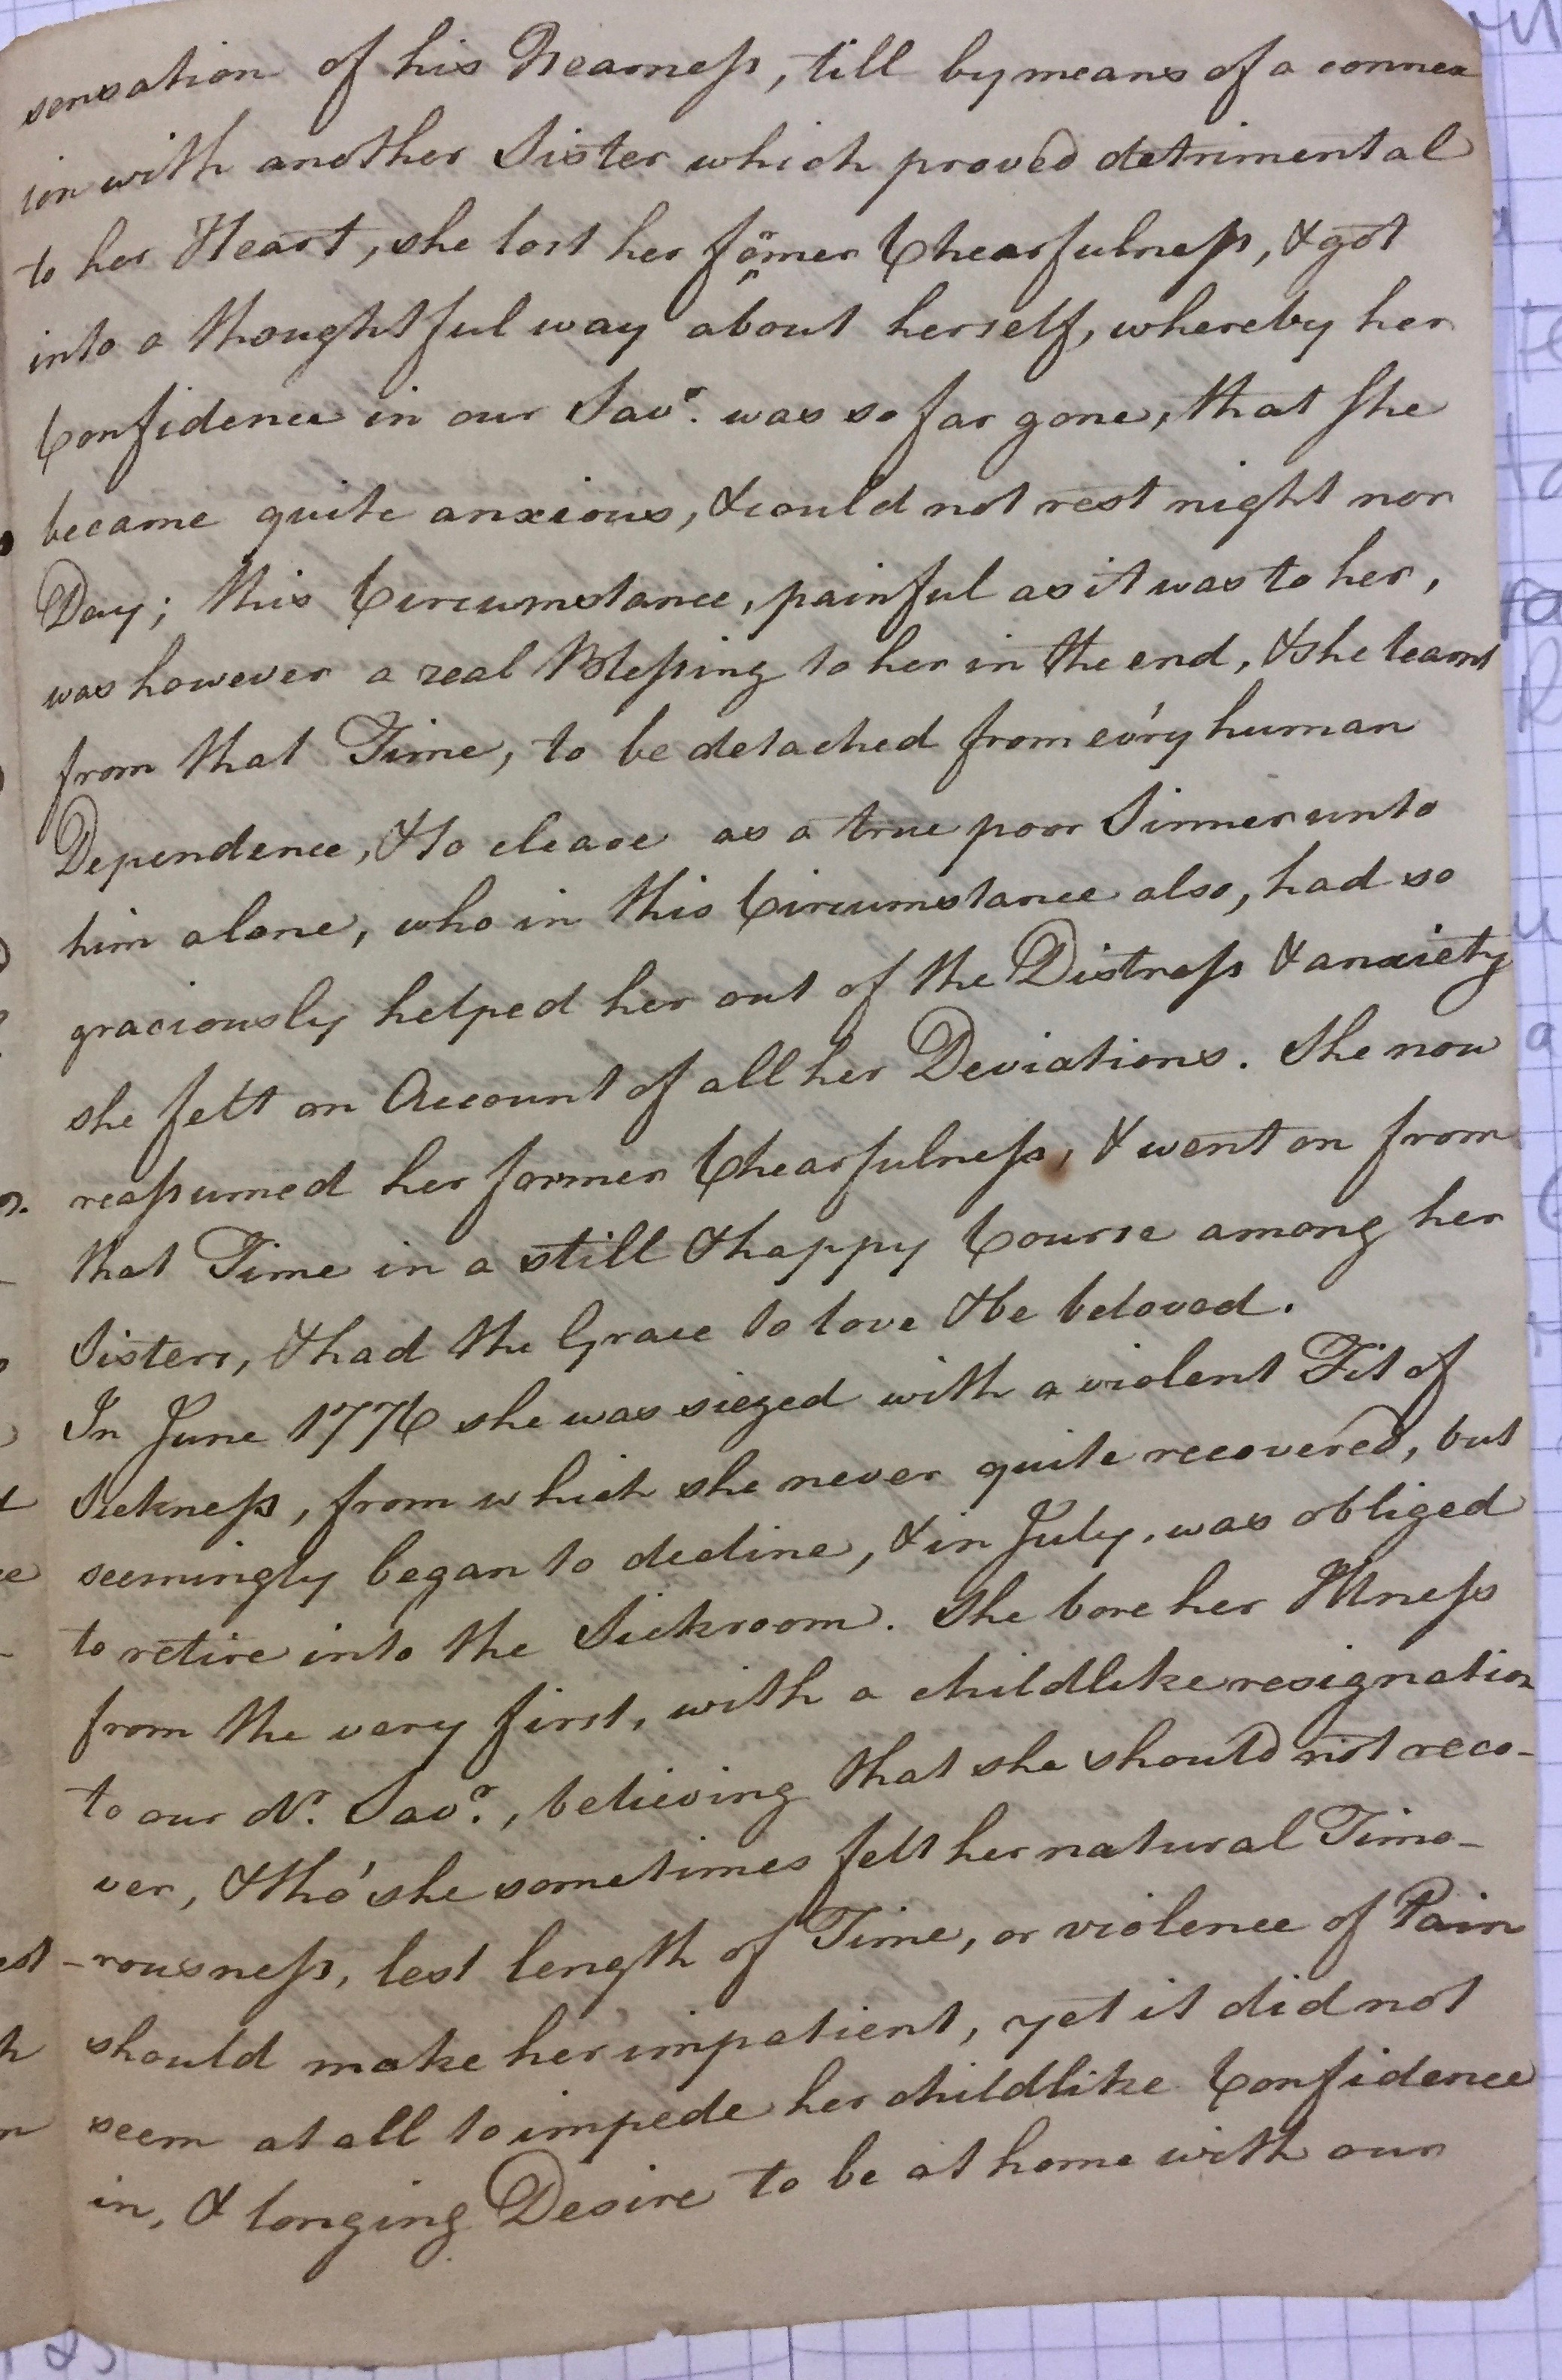 sensation of his Nearness, till by means of a connex
ion with another Sister which proved detrimental
to her Heart, she lost her former Chearfulness, & got
into a thoughtful way about herself, whereby her
Confidence in our Savr. was so far gone, that she
became quite anxious, & could not rest night nor
Day; this Circumstance, painful as it was to her,
was however a real Blessing to her in the end, & she learnt
from that Time, to be detached from ev'ry human
Dependence, & to cleave as a true poor Sinner unto
him alone, who in this Circumstance also, had so
graciously helped her out of the Distress & anxiety
she felt on Account of all her Deviations. She now
reassumed her former Chearfulness, & went on from
that Time in a still & happy Course among her
Sisters, & had the Grace to love & be beloved.
In June 1776 she was siezed with a violent Fit of
Sickness, from which she never quite recovered, but
seemingly began to decline, & in July, was obliged
to retire into the Sickroom. She bore her Illness
from the very first, with a childlike resignation
to our dr. Savr., believing that she should not reco-
ver, & tho' she sometimes felt her natural Timo-
-rousness, lest length of Time, or violence of Pain
should make her impatient, yet it did not
seem at all to impede her childlike Confidence
in, & longing Desire to be at home with our